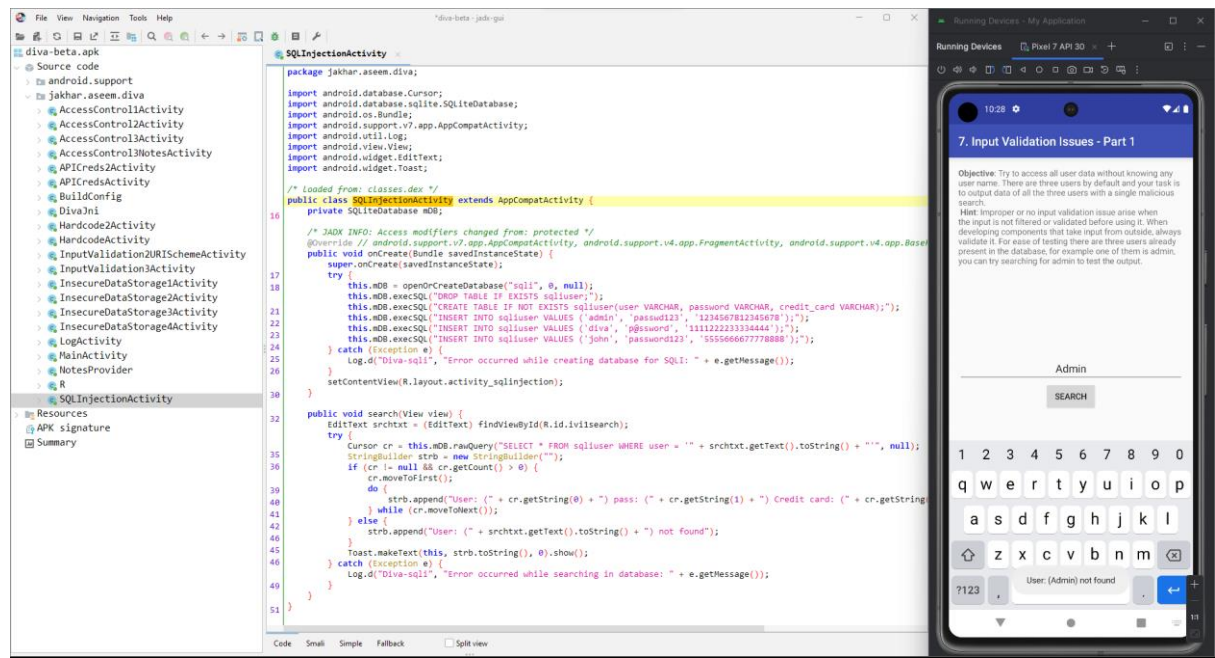 File View Navigation Tools Help
*diva-beta - jadx-gui
diva-beta.apk
Source code
android.support
jakhar.aseem.diva
AccessControl1Activity
AccessControl2Activity
AccessControl3Activity
AccessControl3NotesActivity
APICreds2Activity
APICredsActivity
BuildConfig
DivaJni
Hardcode2Activity
HardcodeActivity
InputValidation2URISchemeActivity
InputValidation3Activity
InsecureDataStorage1Activity
InsecureDataStorage2Activity
InsecureDataStorage3Activity
InsecureDataStorage4Activity
LogActivity
MainActivity
NotesProvider
R
SQLInjectionActivity
Resources
APK signature
Summary
SQLInjectionActivity
package jakhar.aseem.diva;
import android.database.Cursor;
import android.database.sqlite.SQLiteDatabase;
import android.os.Bundle;
import android.support.v7.app.AppCompatActivity;
import android.util.Log;
import android.view.View;
import android.widget.EditText;
import android.widget.Toast;
/* Loaded from: classes.dex */
public class SQLInjectionActivity extends AppCompatActivity {
16 private SQLiteDatabase mDB;
/* JADX INFO: Access modifiers changed from: protected */
@Override // android.support.v7.app.AppCompatActivity, android.support.v4.app.FragmentActivity, android.support.v4.app.BaseF
public void onCreate(Bundle savedInstanceState) {
17 super.onCreate(savedInstanceState);
try {
18 this.mDB = openOrCreateDatabase("sqli", 0, null);
this.mDB.execSQL("DROP TABLE IF EXISTS sqliuser;");
21 this.mDB.execSQL("CREATE TABLE IF NOT EXISTS sqliuser(user VARCHAR, password VARCHAR, credit_card VARCHAR);");
22 this.mDB.execSQL("INSERT INTO sqliuser VALUES ('admin', 'passwd123', '1234567812345678');");
23 this.mDB.execSQL("INSERT INTO sqliuser VALUES ('diva', 'p@ssword', '1111222233334444');");
24 this.mDB.execSQL("INSERT INTO sqliuser VALUES ('john', 'password123', '5555666677778888');");
25 } catch (Exception e) {
Log.d("Diva-sqli", "Error occurred while creating database for SQLI: " + e.getMessage());
26 }
setContentView(R.layout.activity_sqlinjection);
30 }
32 public void search(View view) {
EditText srchtxt = (EditText) findViewById(R.id.ivi1search);
try {
Cursor cr = this.mDB.rawQuery("SELECT * FROM sqliuser WHERE user = '" + srchtxt.getText().toString() + "'", null);
35 StringBuilder strb = new StringBuilder("");
36 if (cr != null && cr.getCount() > 0) {
cr.moveToFirst();
39 do {
40 strb.append("User: (" + cr.getString(0) + ") pass: (" + cr.getString(1) + ") Credit card: (" + cr.getString
41 } while (cr.moveToNext());
42 } else {
strb.append("User: (" + srchtxt.getText().toString() + ") not found");
46 }
45 Toast.makeText(this, strb.toString(), 0).show();
46 } catch (Exception e) {
Log.d("Diva-sqli", "Error occurred while searching in database: " + e.getMessage());
49 }
}
51 }
Code Smali Simple Fallback Split view
Running Devices - My Application
Running Devices Pixel 7 API 30
10:28
7. Input Validation Issues - Part 1
Objective: Try to access all user data without knowing any
user name. There are three users by default and your task is
to output data of all the three users with a single malicious
search.
Hint: Improper or no input validation issue arise when
the input is not filtered or validated before using it. When
developing components that take input from outside, always
validate it. For ease of testing there are three users already
present in the database, for example one of them is admin,
you can try searching for admin to test the output.
Admin
SEARCH
1 2 3 4 5 6 7 8 9 0
q w e r t y u i o p
a s d f g h j k l
z x c v b n m
?123 , .
User: (Admin) not found
1:1